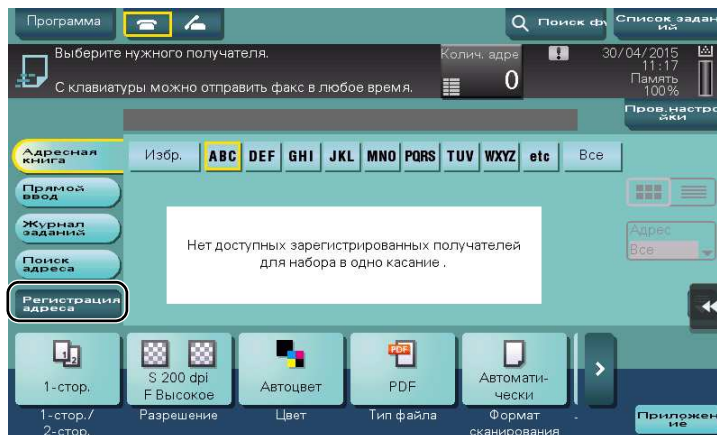 Программа
Поиск фу
Список задан
ий
Выберите нужного получателя.
С клавиатуры можно отправить факс в любое время.
Колич. адре
0
30/04/2015
11:17
Память
100%
Пров.настро
йки
Адресная
книга
Прямой
ввод
Журнал
заданий
Поиск
адреса
Регистрация
адреса
Избр.
ABC
DEF
GHI
JKL
MNO
PQRS
TUV
WXYZ
etc
Все
Нет доступных зарегистрированных получателей
для набора в одно касание .
Адрес
Все
1-стор.
S 200 dpi
F Высокое
Автоцвет
PDF
PDF
Автомати-
чески
1-стор./
2-стор.
Разрешение
Цвет
Тип файла
Формат
сканирования
Приложен
ие